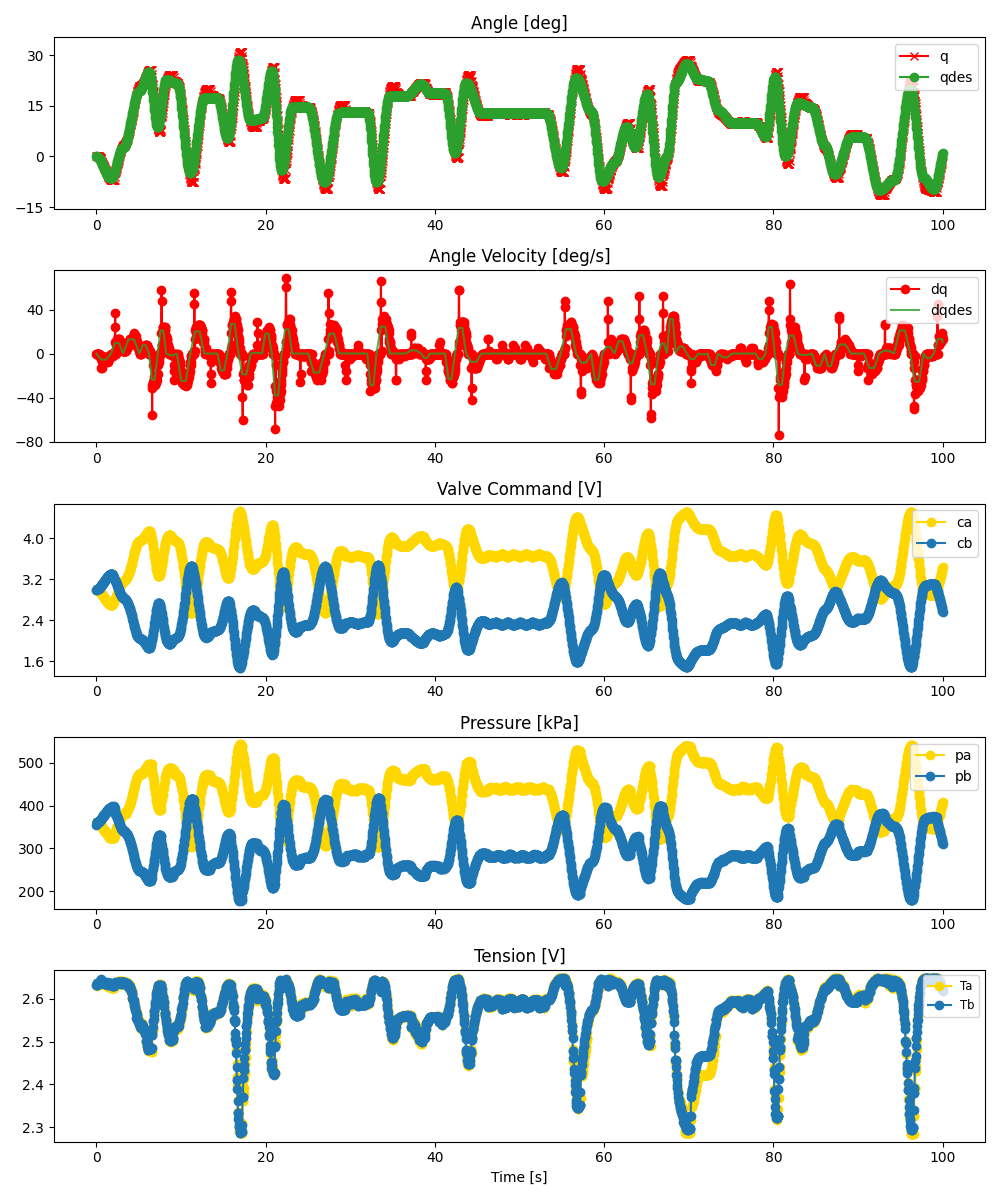 Angle [deg]
30
15
0
−15
q
qdes
0 20 40 60 80 100
Angle Velocity [deg/s]
40
0
−40
−80
dq
dqdes
0 20 40 60 80 100
Valve Command [V]
4.0
3.2
2.4
1.6
ca
cb
0 20 40 60 80 100
Pressure [kPa]
500
400
300
200
pa
pb
0 20 40 60 80 100
Tension [V]
2.6
2.5
2.4
2.3
Ta
Tb
0 20 40 60 80 100
Time [s]